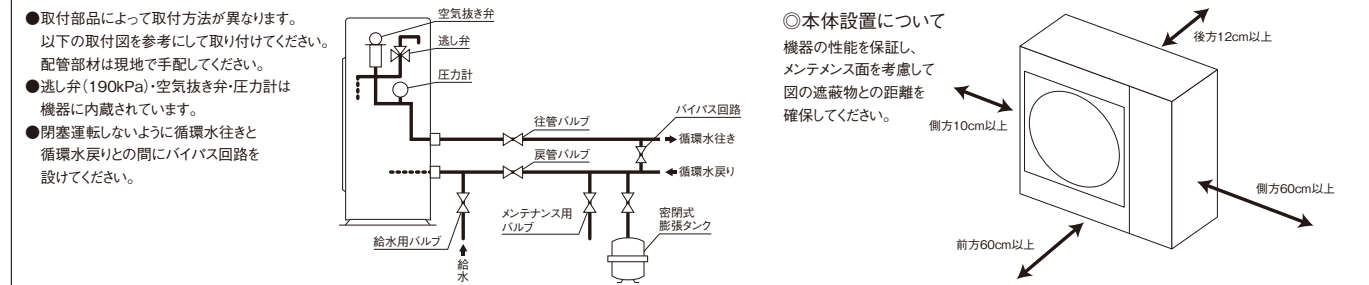 ●取付部品によって取付方法が異なります。
以下の取付図を参考にして取り付けてください。
配管部材は現地で手配してください。
●逃し弁（190kPa）・空気抜き弁・圧力計は
機器に内蔵されています。
●閉塞運転しないように循環水往きと
循環水戻りとの間にバイパス回路を
設けてください。
空気抜き弁
逃し弁
圧力計
バイパス回路
往管バルブ
循環水往き
戻管バルブ
循環水戻り
メンテナンス用
バルブ
密閉式
膨張タンク
給水用バルブ
給水
◎本体設置について
機器の性能を保証し、
メンテメンス面を考慮して
図の遮蔽物との距離を
確保してください。
後方12cm以上
側方10cm以上
側方60cm以上
前方60cm以上